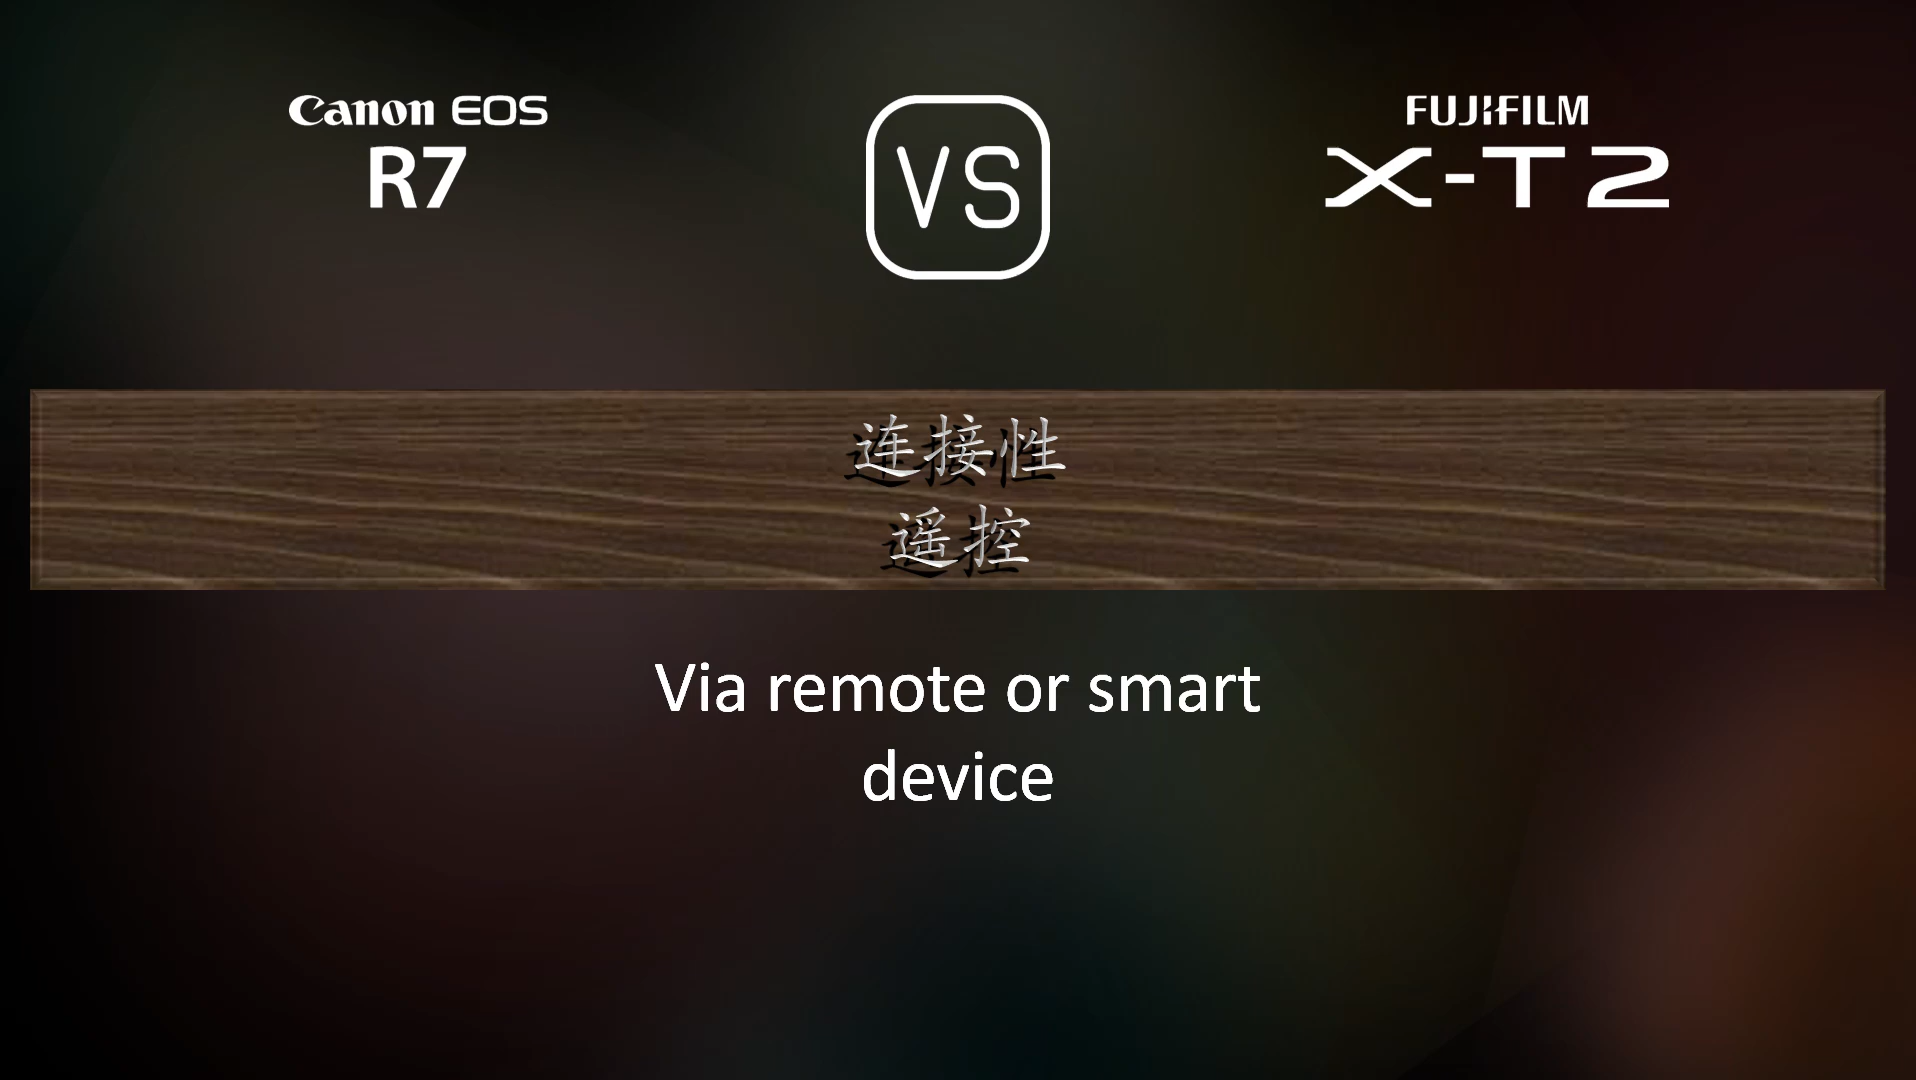 Canon EOS
R7
VS
FUJIFILM
X-T2
连接性
遥控
Via remote or smart
device